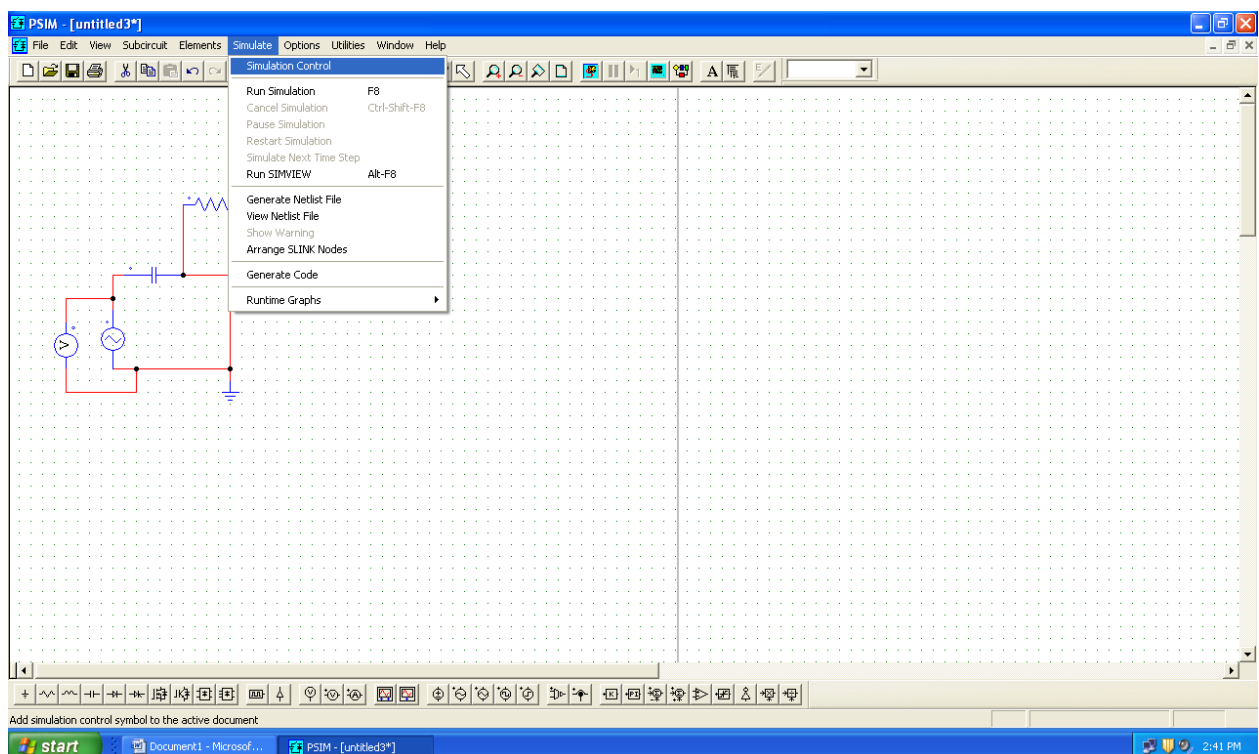 PSIM - [untitled3*]
File Edit View Subcircuit Elements Simulate Options Utilities Window Help
Simulation Control
Run Simulation F8
Cancel Simulation Ctrl-Shift-F8
Pause Simulation
Restart Simulation
Simulate Next Time Step
Run SIMVIEW Alt-F8
Generate Netlist File
View Netlist File
Show Warning
Arrange SLINK Nodes
Generate Code
Runtime Graphs
Add simulation control symbol to the active document
start Document1 - Microsof... PSIM - [untitled3*] 2:41 PM